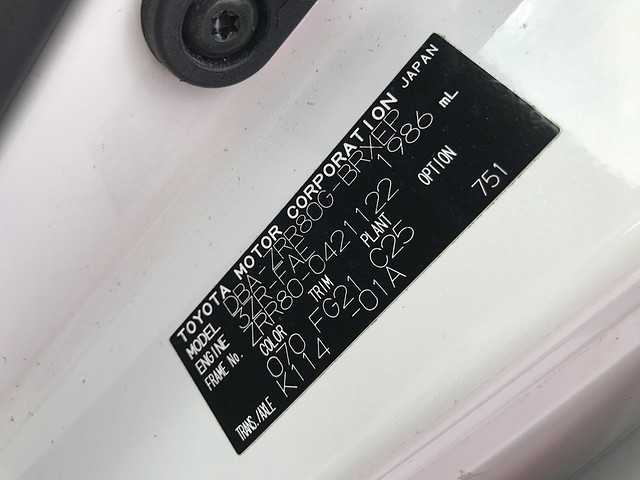 TOYOTA MOTOR CORPORATION JAPAN
MODEL DBA-ZRR80G-BRXEP
ENGINE 3ZR-FAE 1986 mL
FRAME No. ZRR80-0421122
COLOR TRIM PLANT OPTION
070 FG21 C25 751
TRANS./AXLE K114 -01A